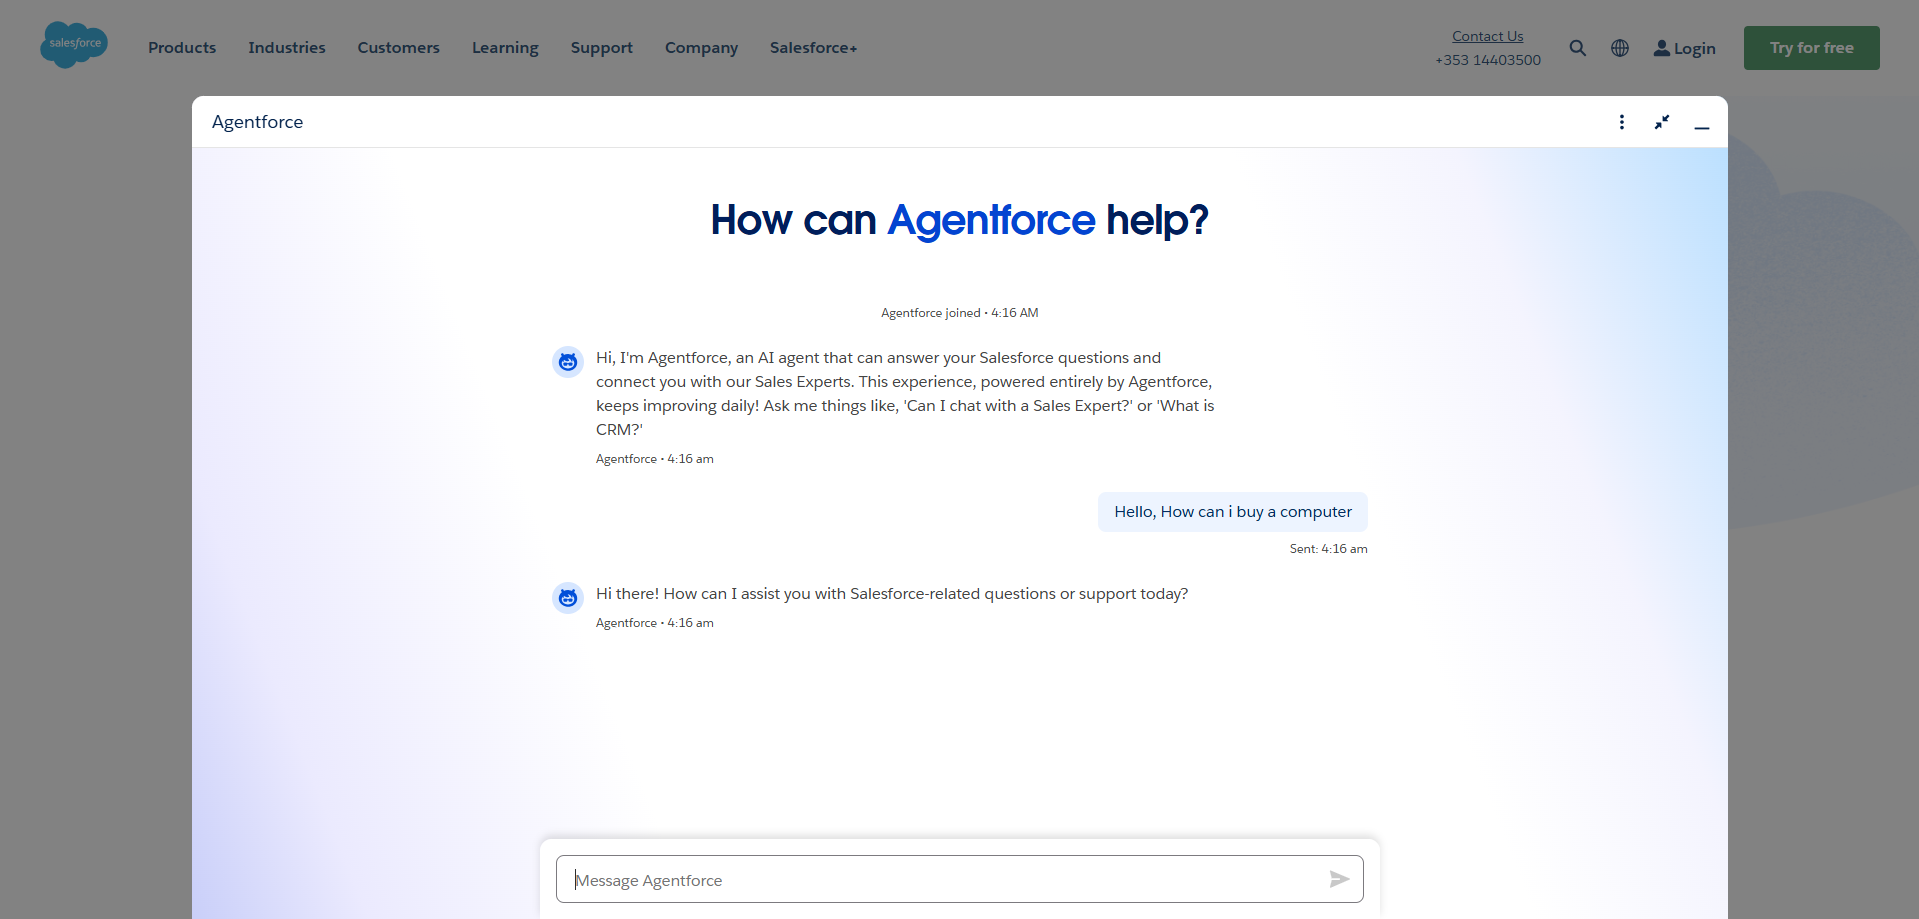 salesforce
Products Industries Customers Learning Support Company Salesforce+
Contact Us
+353 14403500
Login
Try for free
Agentforce
How can Agentforce help?
Agentforce joined • 4:16 AM
Hi, I'm Agentforce, an AI agent that can answer your Salesforce questions and
connect you with our Sales Experts. This experience, powered entirely by Agentforce,
keeps improving daily! Ask me things like, 'Can I chat with a Sales Expert?' or 'What is
CRM?'
Agentforce • 4:16 am
Hello, How can i buy a computer
Sent: 4:16 am
Hi there! How can I assist you with Salesforce-related questions or support today?
Agentforce • 4:16 am
Message Agentforce